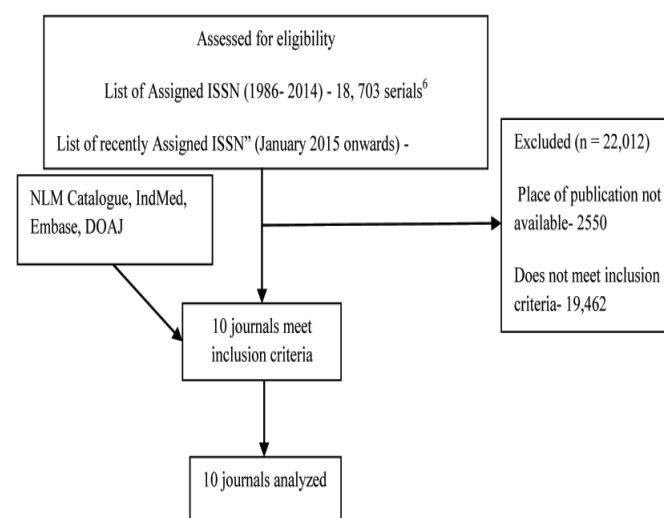 Assessed for eligibility
List of Assigned ISSN (1986- 2014) - 18, 703 serials6
List of recently Assigned ISSN” (January 2015 onwards) -
Excluded (n = 22,012)
Place of publication not
available- 2550
Does not meet inclusion
criteria- 19,462
NLM Catalogue, IndMed,
Embase, DOAJ
10 journals meet
inclusion criteria
10 journals analyzed